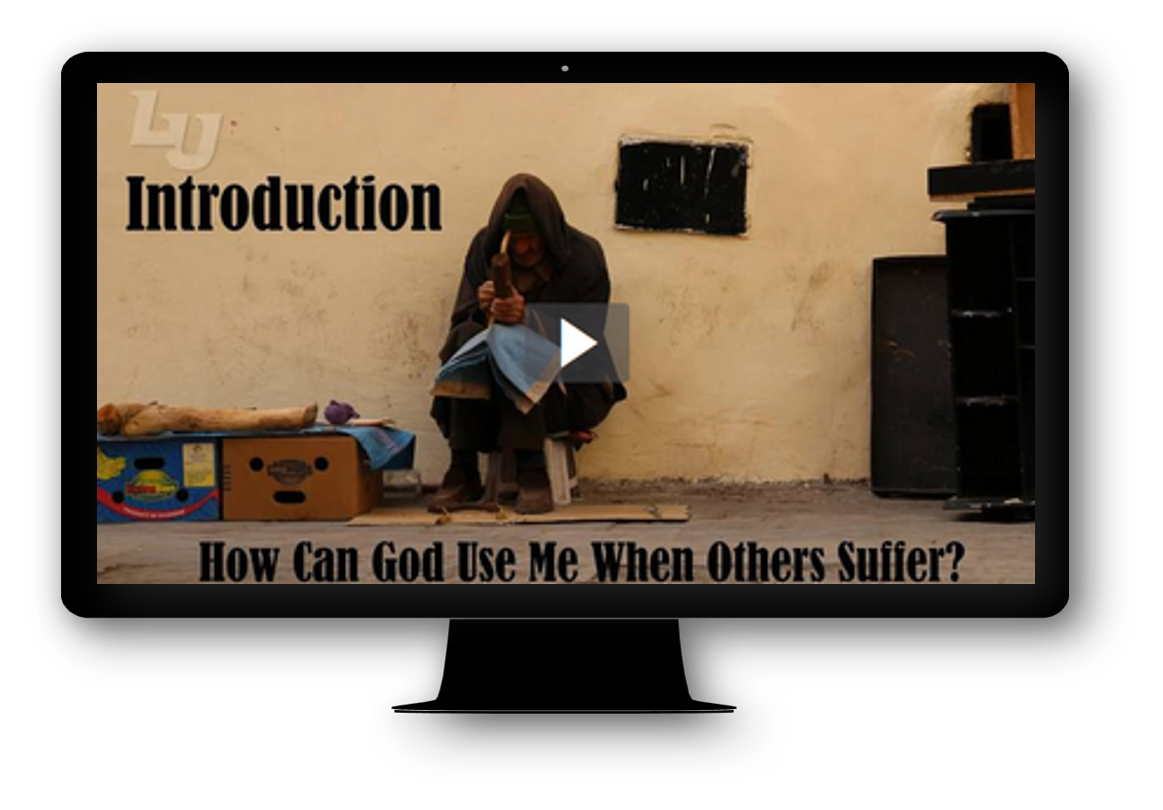 LU
Introduction
How Can God Use Me When Others Suffer?